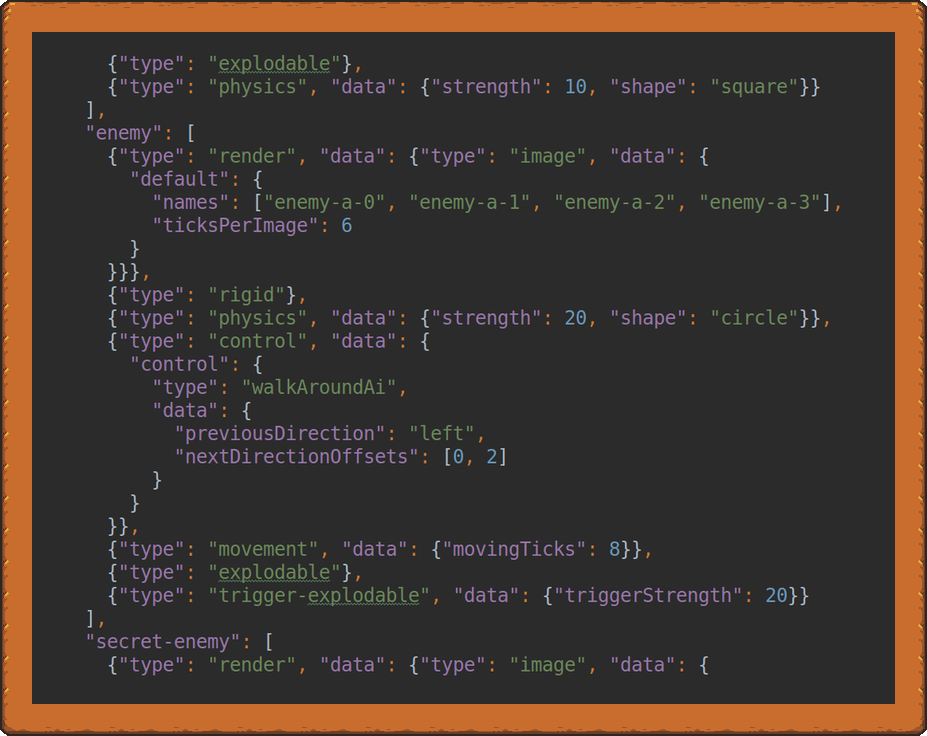 {"type": "explodable"},
{"type": "physics", "data": {"strength": 10, "shape": "square"}}
],
"enemy": [
{"type": "render", "data": {"type": "image", "data": {
"default": {
"names": ["enemy-a-0", "enemy-a-1", "enemy-a-2", "enemy-a-3"],
"ticksPerImage": 6
}
}}},
{"type": "rigid"},
{"type": "physics", "data": {"strength": 20, "shape": "circle"}},
{"type": "control", "data": {
"control": {
"type": "walkAroundAi",
"data": {
"previousDirection": "left",
"nextDirectionOffsets": [0, 2]
}
}
}},
{"type": "movement", "data": {"movingTicks": 8}},
{"type": "explodable"},
{"type": "trigger-explodable", "data": {"triggerStrength": 20}}
],
"secret-enemy": [
{"type": "render", "data": {"type": "image", "data": {